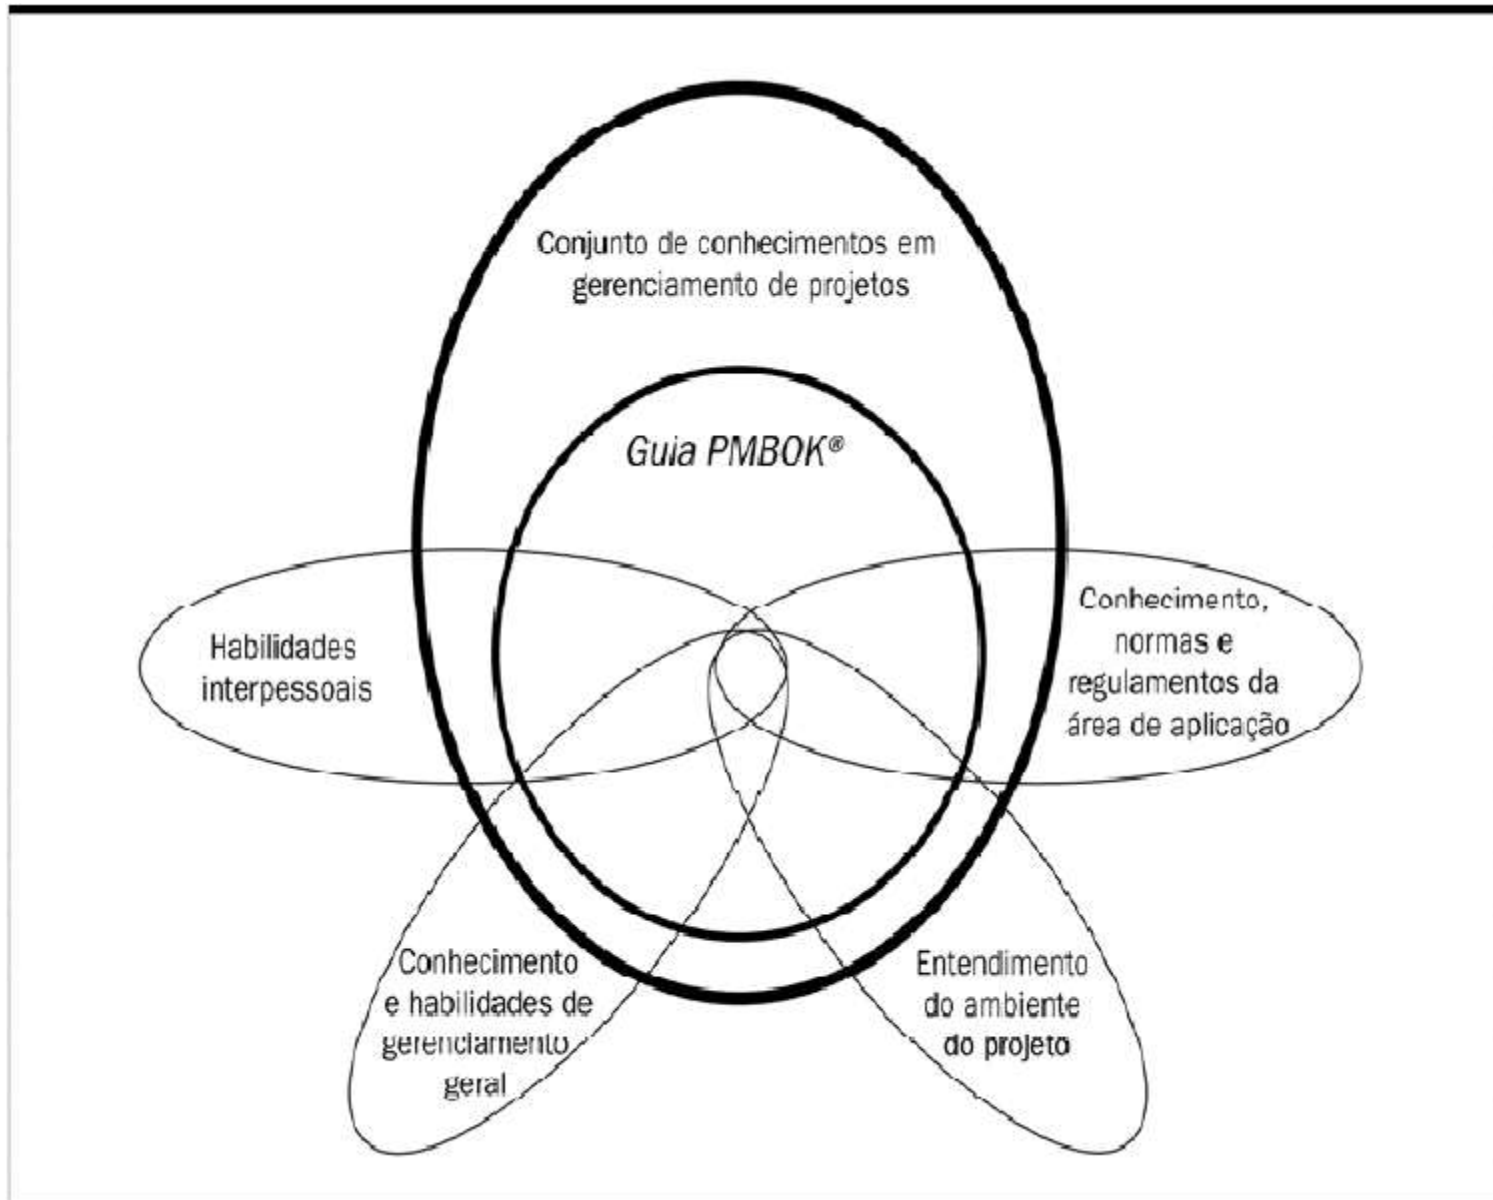 Conjunto de conhecimentos em
gerenciamento de projetos
Guia PMBOK®
Habilidades
interpessoais
Conhecimento,
normas e
regulamentos da
área de aplicação
Conhecimento
e habilidades de
gerenciamento
geral
Entendimento
do ambiente
do projeto